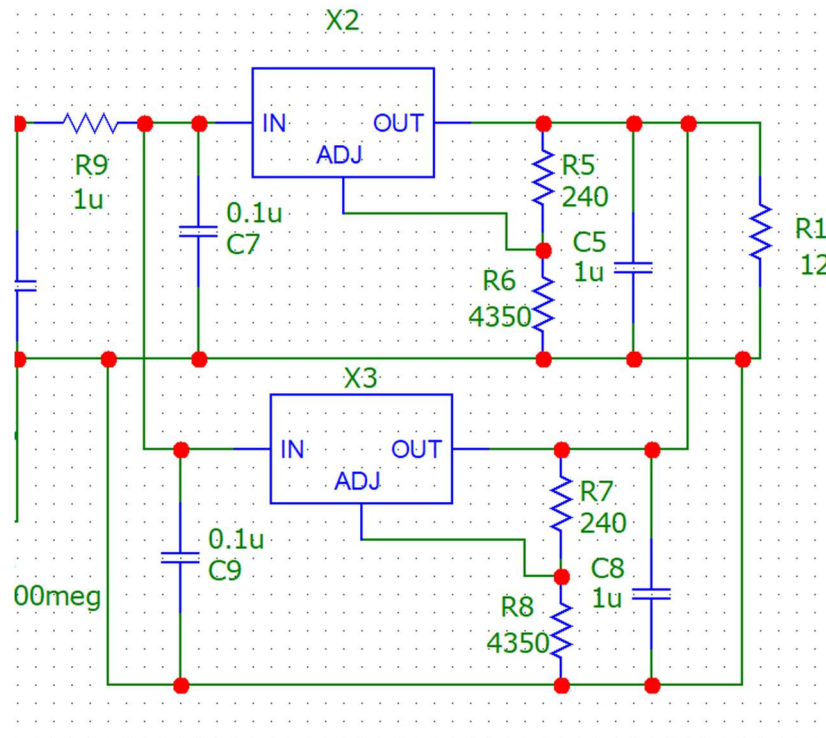 X2
IN OUT
ADJ
R9
1u
0.1u
C7
R5
240
C5
1u
R6
4350
R1
12
X3
IN OUT
ADJ
R7
240
0.1u
C9
C8
1u
R8
4350
00meg